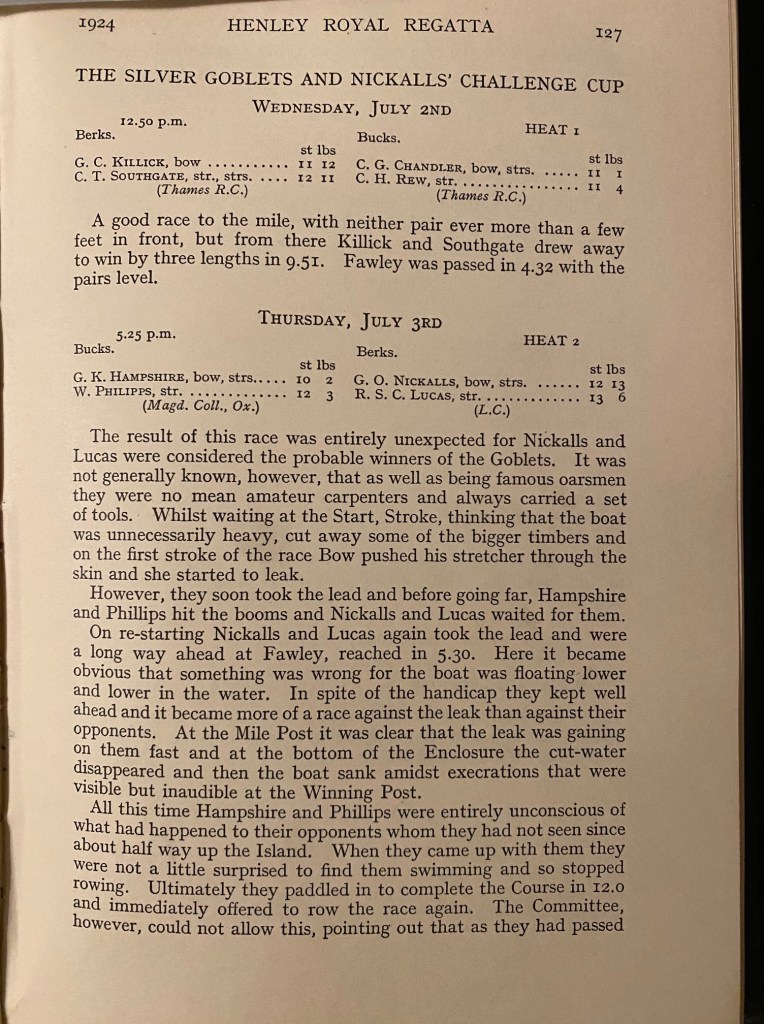 1924 HENLEY ROYAL REGATTA 127
THE SILVER GOBLETS AND NICKALLS' CHALLENGE CUP
WEDNESDAY, JULY 2ND
12.50 p.m. HEAT 1
Berks. Bucks.
st lbs st lbs
G. C. KILLICK, bow ........... 11 12 C. G. CHANDLER, bow, strs. ..... 11 1
C. T. SOUTHGATE, str., strs. .... 12 11 C. H. REW, str. ................ 11 4
(Thames R.C.) (Thames R.C.)
A good race to the mile, with neither pair ever more than a few
feet in front, but from there Killick and Southgate drew away
to win by three lengths in 9.51. Fawley was passed in 4.32 with the
pairs level.
THURSDAY, JULY 3RD
5.25 p.m. HEAT 2
Bucks. Berks.
st lbs st lbs
G. K. HAMPSHIRE, bow, strs..... 10 2 G. O. NICKALLS, bow, strs. ...... 12 13
W. PHILIPPS, str. ............. 12 3 R. S. C. LUCAS, str. ............. 13 6
(Magd. Coll., Ox.) (L.C.)
The result of this race was entirely unexpected for Nickalls and
Lucas were considered the probable winners of the Goblets. It was
not generally known, however, that as well as being famous oarsmen
they were no mean amateur carpenters and always carried a set
of tools. Whilst waiting at the Start, Stroke, thinking that the boat
was unnecessarily heavy, cut away some of the bigger timbers and
on the first stroke of the race Bow pushed his stretcher through the
skin and she started to leak.
However, they soon took the lead and before going far, Hampshire
and Phillips hit the booms and Nickalls and Lucas waited for them.
On re-starting Nickalls and Lucas again took the lead and were
a long way ahead at Fawley, reached in 5.30. Here it became
obvious that something was wrong for the boat was floating lower
and lower in the water. In spite of the handicap they kept well
ahead and it became more of a race against the leak than against their
opponents. At the Mile Post it was clear that the leak was gaining
on them fast and at the bottom of the Enclosure the cut-water
disappeared and then the boat sank amidst execrations that were
visible but inaudible at the Winning Post.
All this time Hampshire and Phillips were entirely unconscious of
what had happened to their opponents whom they had not seen since
about half way up the Island. When they came up with them they
were not a little surprised to find them swimming and so stopped
rowing. Ultimately they paddled in to complete the Course in 12.0
and immediately offered to row the race again. The Committee,
however, could not allow this, pointing out that as they had passed